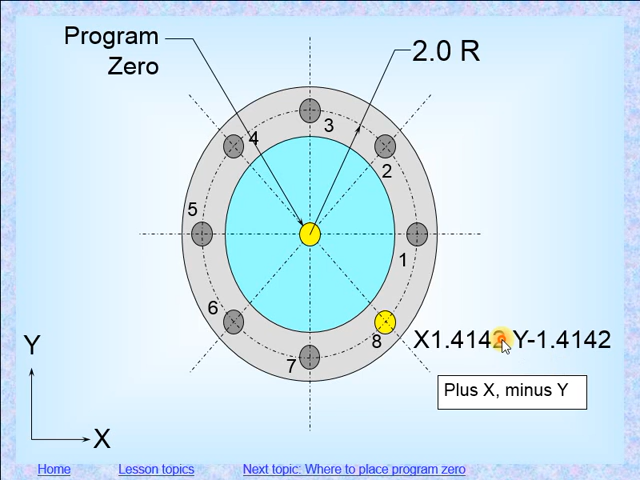 Program
Zero
2.0 R
3
4
2
5
1
6
8
7
X1.4142 Y-1.4142
Plus X, minus Y
Y
X
Home
Lesson topics
Next topic: Where to place program zero